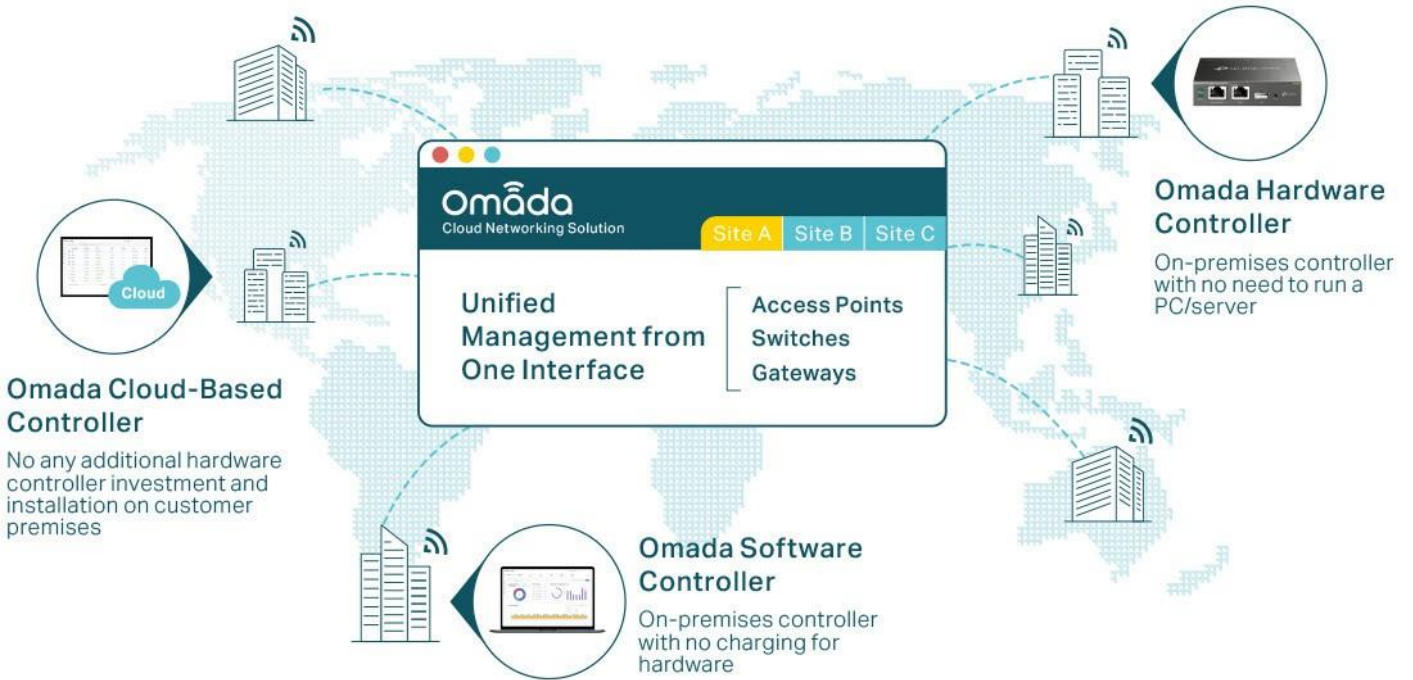 Omada
Cloud Networking Solution
Site A
Site B
Site C
Unified
Management from
One Interface
Access Points
Switches
Gateways
Omada Hardware
Controller
On-premises controller
with no need to run a
PC/server
Cloud
Omada Cloud-Based
Controller
No any additional hardware
controller investment and
installation on customer
premises
Omada Software
Controller
On-premises controller
with no charging for
hardware